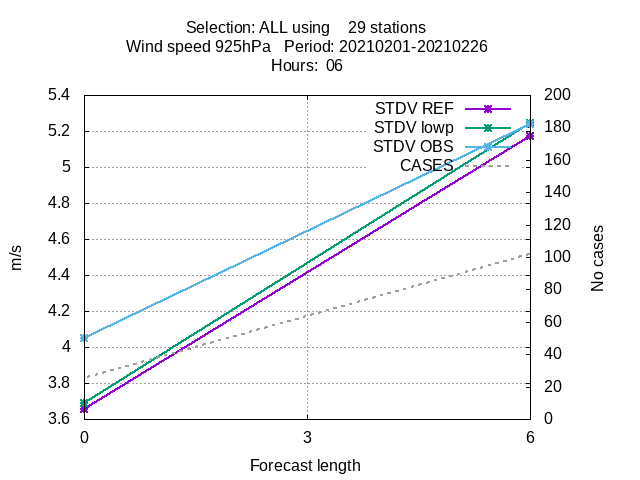 Selection: ALL using    29 stations
Wind speed 925hPa   Period: 20210201-20210226
Hours:  06
STDV REF
STDV lowp
STDV OBS
CASES
5.4
5.2
5
4.8
4.6
4.4
4.2
4
3.8
3.6
m/s
200
180
160
140
120
100
80
60
40
20
0
No cases
0
3
6
Forecast length